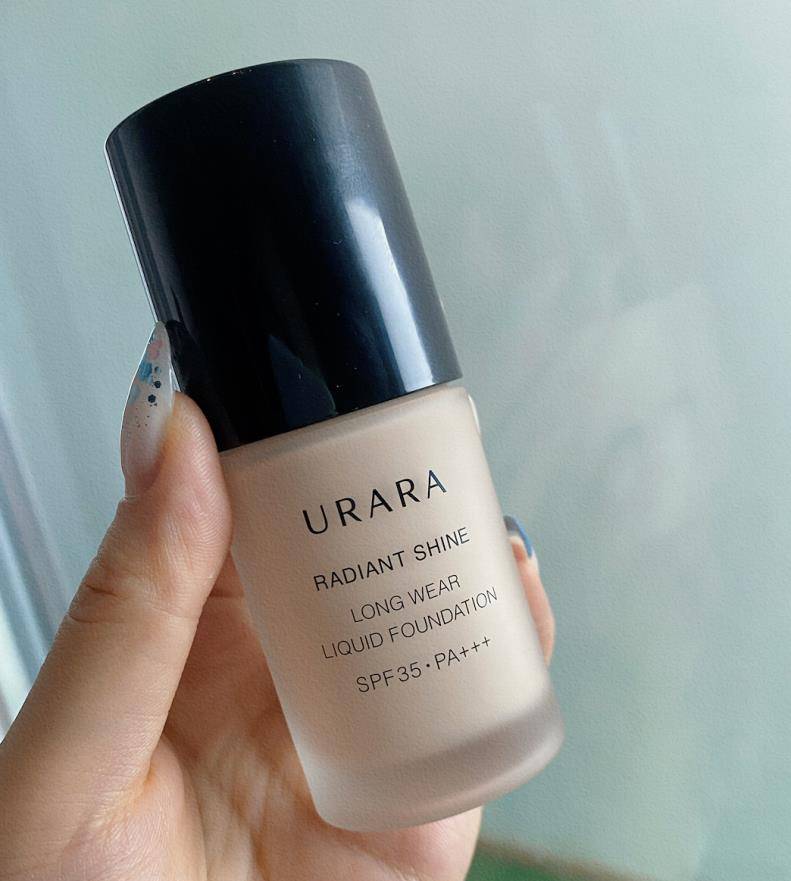 URARA
RADIANT SHINE
LONG WEAR
LIQUID FOUNDATION
SPF35・PA+++